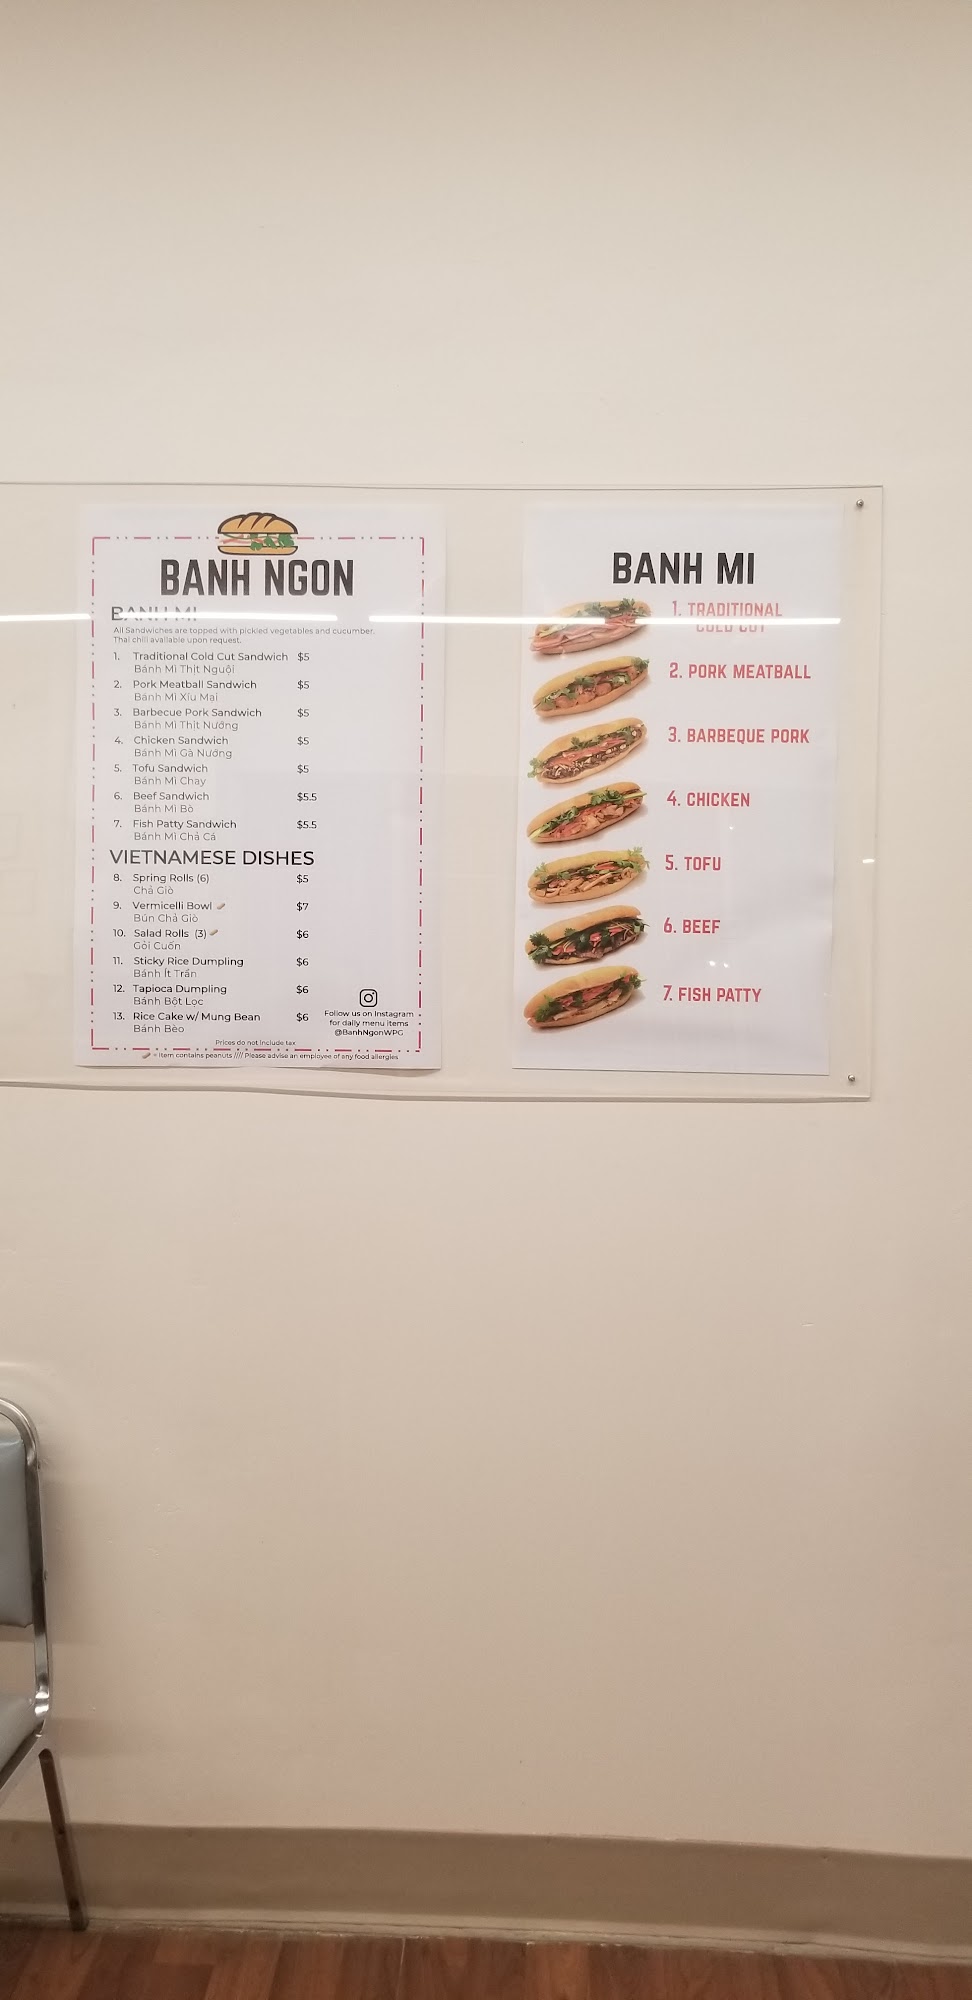 BANH NGON
BANH MI
All Sandwiches are topped with pickled vegetables and cucumber.
Thai chili available upon request.
1. Traditional Cold Cut Sandwich $5
Bánh Mì Thịt Nguội
2. Pork Meatball Sandwich $5
Bánh Mì Xíu Mại
3. Barbecue Pork Sandwich $5
Bánh Mì Thịt Nướng
4. Chicken Sandwich $5
Bánh Mì Gà Nướng
5. Tofu Sandwich $5
Bánh Mì Chay
6. Beef Sandwich $5.5
Bánh Mì Bò
7. Fish Patty Sandwich $5.5
Bánh Mì Chả Cá
VIETNAMESE DISHES
8. Spring Rolls (6) $5
Chả Giò
9. Vermicelli Bowl $7
Bún Chả Giò
10. Salad Rolls (3) $6
Gỏi Cuốn
11. Sticky Rice Dumpling $6
Bánh Ít Trần
12. Tapioca Dumpling $6
Bánh Bột Lọc
13. Rice Cake w/ Mung Bean $6
Bánh Bèo
Follow us on Instagram
for daily menu items
@BanhNgonWPG
Prices do not include tax
= Item contains peanuts //// Please advise an employee of any food allergies
BANH MI
1. TRADITIONAL
COLD CUT
2. PORK MEATBALL
3. BARBEQUE PORK
4. CHICKEN
5. TOFU
6. BEEF
7. FISH PATTY